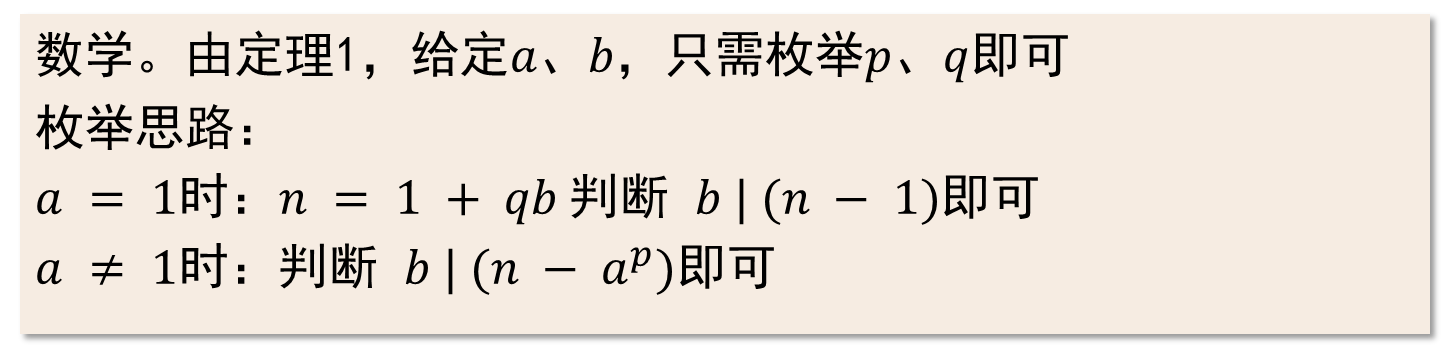 数学。由定理1，给定a、b，只需枚举p、q即可
枚举思路：
a = 1时：n = 1 + qb 判断 b | (n − 1)即可
a ≠ 1时：判断 b | (n − aᵖ)即可